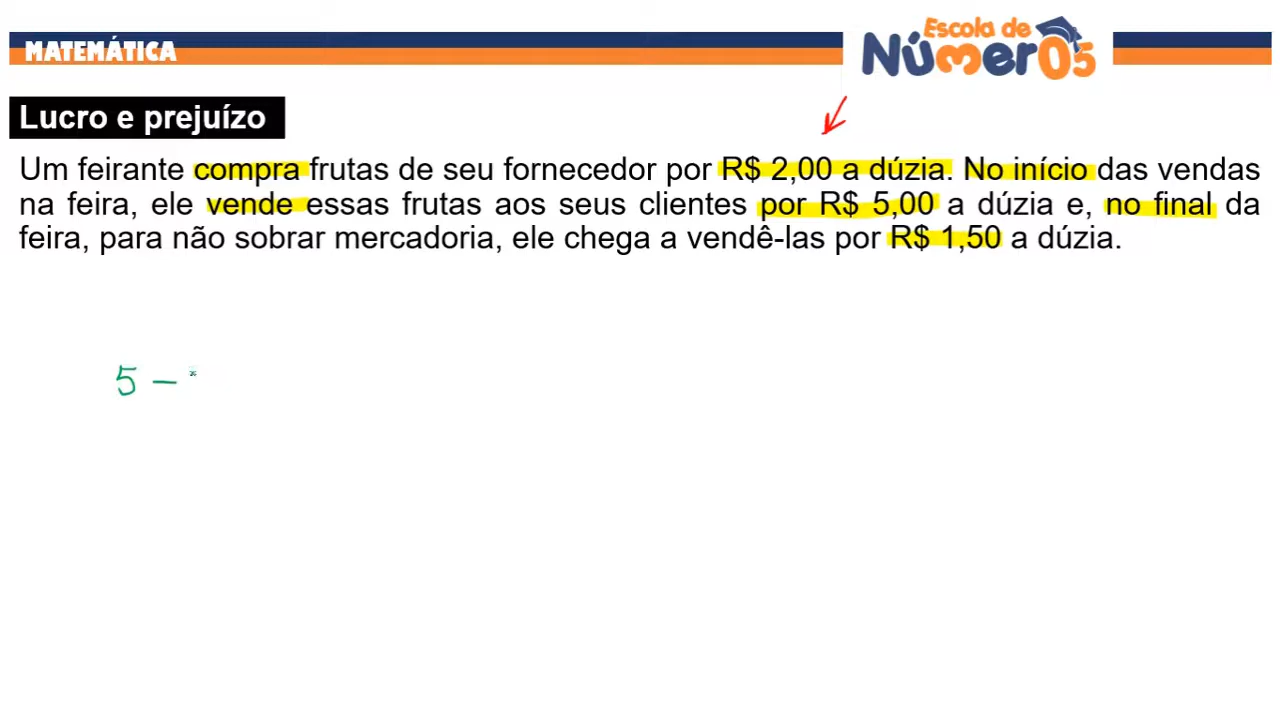 MATEMÁTICA
Escola de
Números
Lucro e prejuízo
Um feirante compra frutas de seu fornecedor por R$ 2,00 a dúzia. No início das vendas
na feira, ele vende essas frutas aos seus clientes por R$ 5,00 a dúzia e, no final da
feira, para não sobrar mercadoria, ele chega a vendê-las por R$ 1,50 a dúzia.
5 -